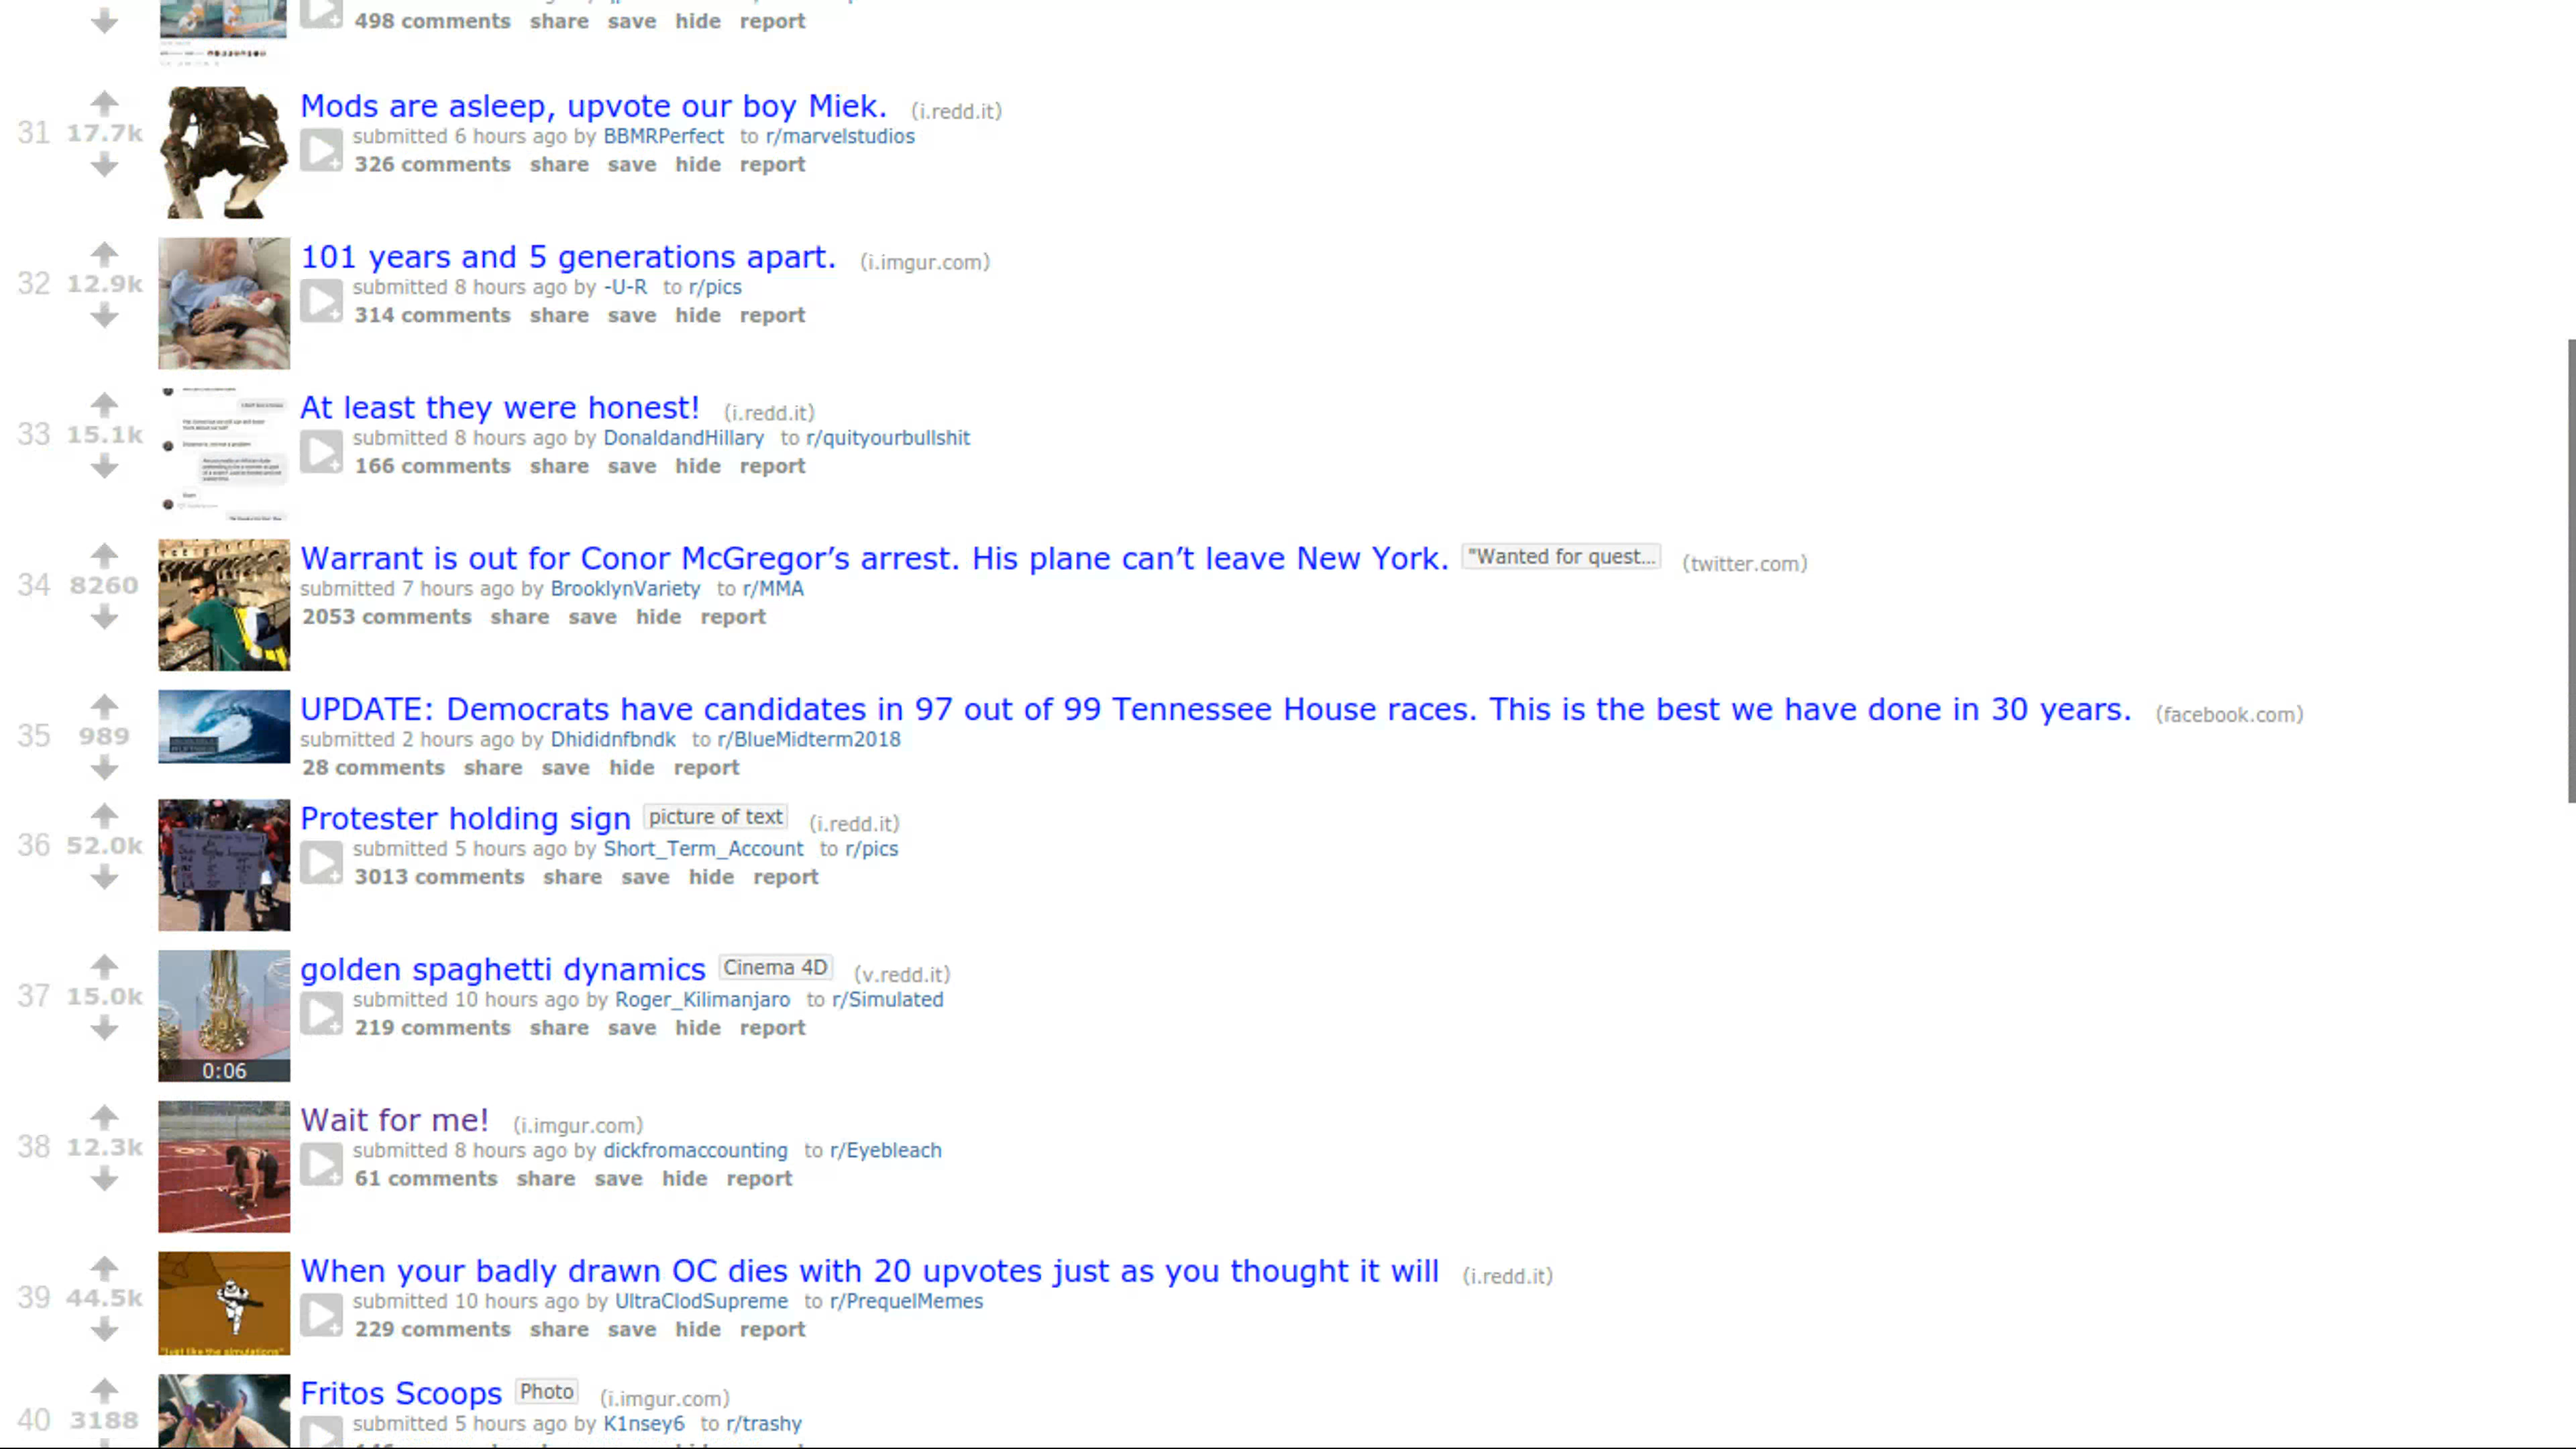 498 comments share save hide report
31 17.7k Mods are asleep, upvote our boy Miek. (i.redd.it)
submitted 6 hours ago by BBMRPerfect to r/marvelstudios
326 comments share save hide report
32 12.9k 101 years and 5 generations apart. (i.imgur.com)
submitted 8 hours ago by -U-R to r/pics
314 comments share save hide report
33 15.1k At least they were honest! (i.redd.it)
submitted 8 hours ago by DonaldandHillary to r/quityourbullshit
166 comments share save hide report
34 8260 Warrant is out for Conor McGregor’s arrest. His plane can’t leave New York. "Wanted for quest... (twitter.com)
submitted 7 hours ago by BrooklynVariety to r/MMA
2053 comments share save hide report
35 989 UPDATE: Democrats have candidates in 97 out of 99 Tennessee House races. This is the best we have done in 30 years. (facebook.com)
submitted 2 hours ago by Dhididnfbndk to r/BlueMidterm2018
28 comments share save hide report
36 52.0k Protester holding sign picture of text (i.redd.it)
submitted 5 hours ago by Short_Term_Account to r/pics
3013 comments share save hide report
37 15.0k golden spaghetti dynamics Cinema 4D (v.redd.it)
submitted 10 hours ago by Roger_Kilimanjaro to r/Simulated
219 comments share save hide report
0:06
38 12.3k Wait for me! (i.imgur.com)
submitted 8 hours ago by dickfromaccounting to r/Eyebleach
61 comments share save hide report
39 44.5k When your badly drawn OC dies with 20 upvotes just as you thought it will (i.redd.it)
submitted 10 hours ago by UltraClodSupreme to r/PrequelMemes
229 comments share save hide report
"Just like the simulations"
40 3188 Fritos Scoops Photo (i.imgur.com)
submitted 5 hours ago by K1nsey6 to r/trashy